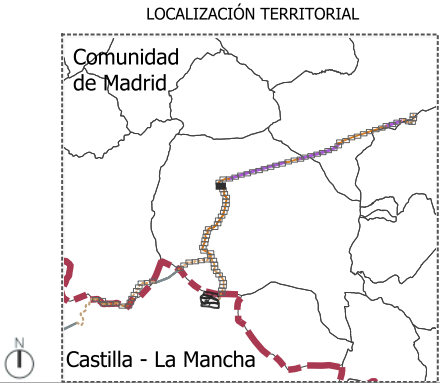 LOCALIZACIÓN TERRITORIAL
Comunidad
de Madrid
N
Castilla - La Mancha